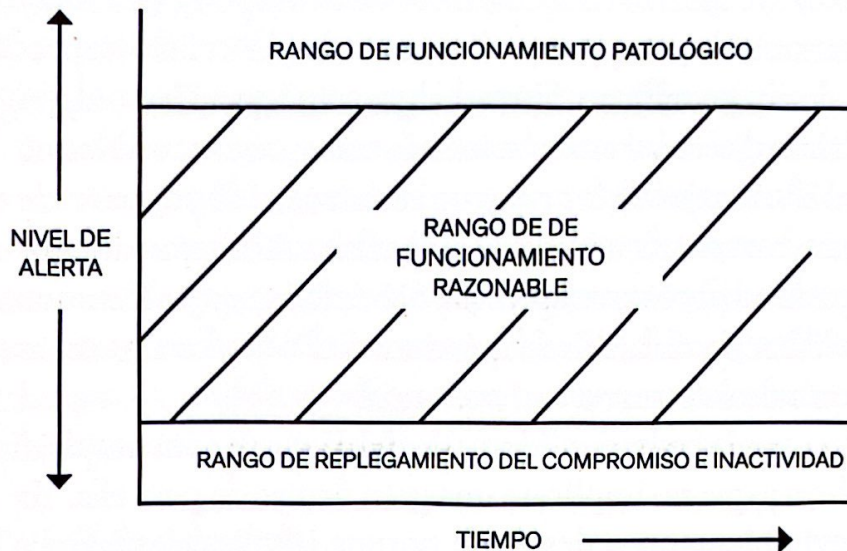 RANGO DE FUNCIONAMIENTO PATOLÓGICO
NIVEL DE
ALERTA
RANGO DE DE
FUNCIONAMIENTO
RAZONABLE
RANGO DE REPLEGAMIENTO DEL COMPROMISO E INACTIVIDAD
TIEMPO